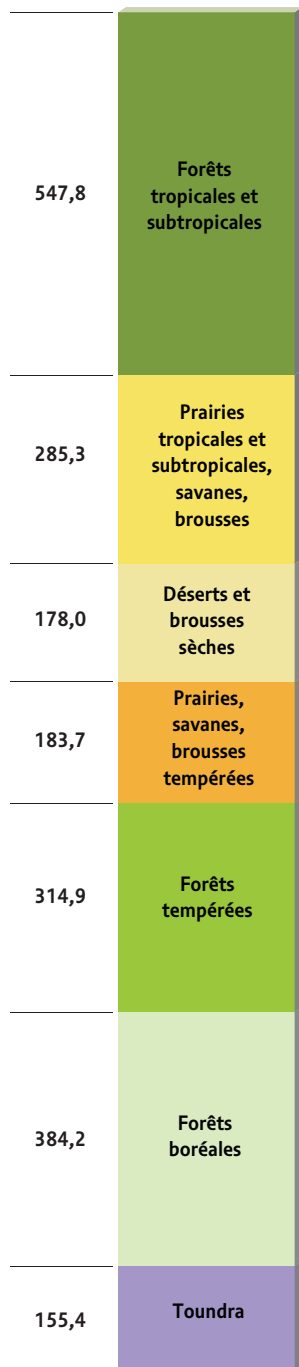 547,8
Forêts
tropicales et
subtropicales
285,3
Prairies
tropicales et
subtropicales,
savanes,
brousses
178,0
Déserts et
brousses
sèches
183,7
Prairies,
savanes,
brousses
tempérées
314,9
Forêts
tempérées
384,2
Forêts
boréales
155,4
Toundra